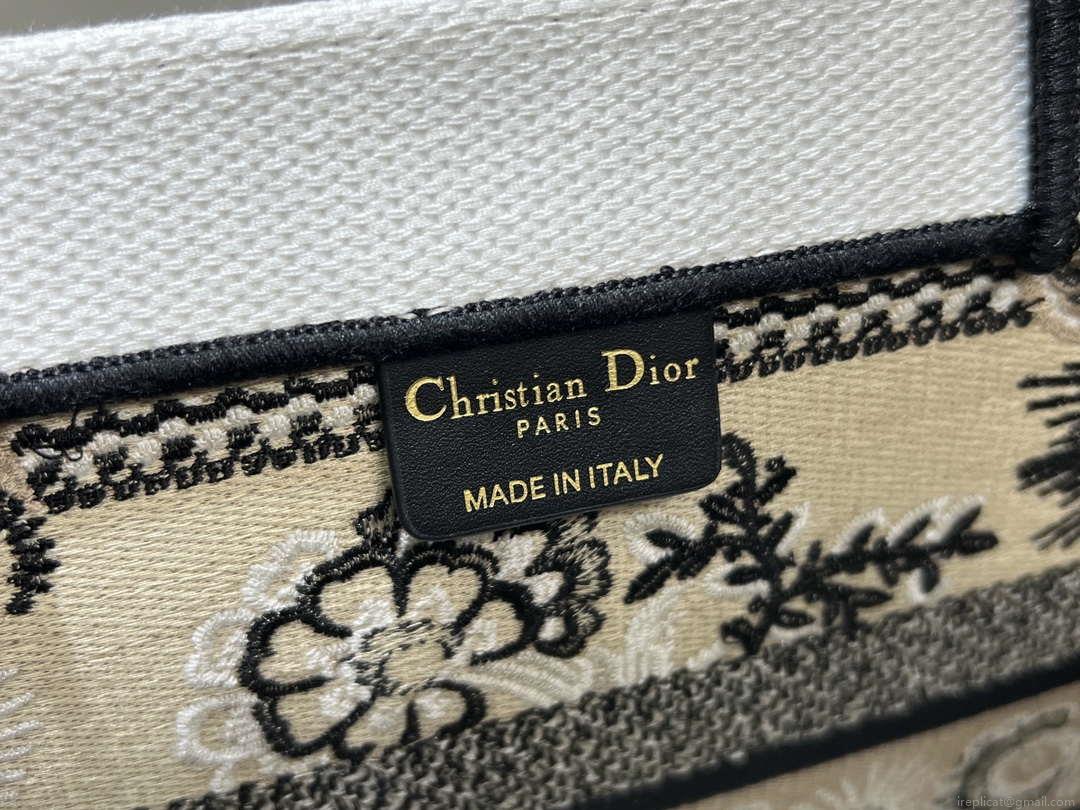 Christian Dior
PARIS
MADE IN ITALY
ireplicat@gmail.com